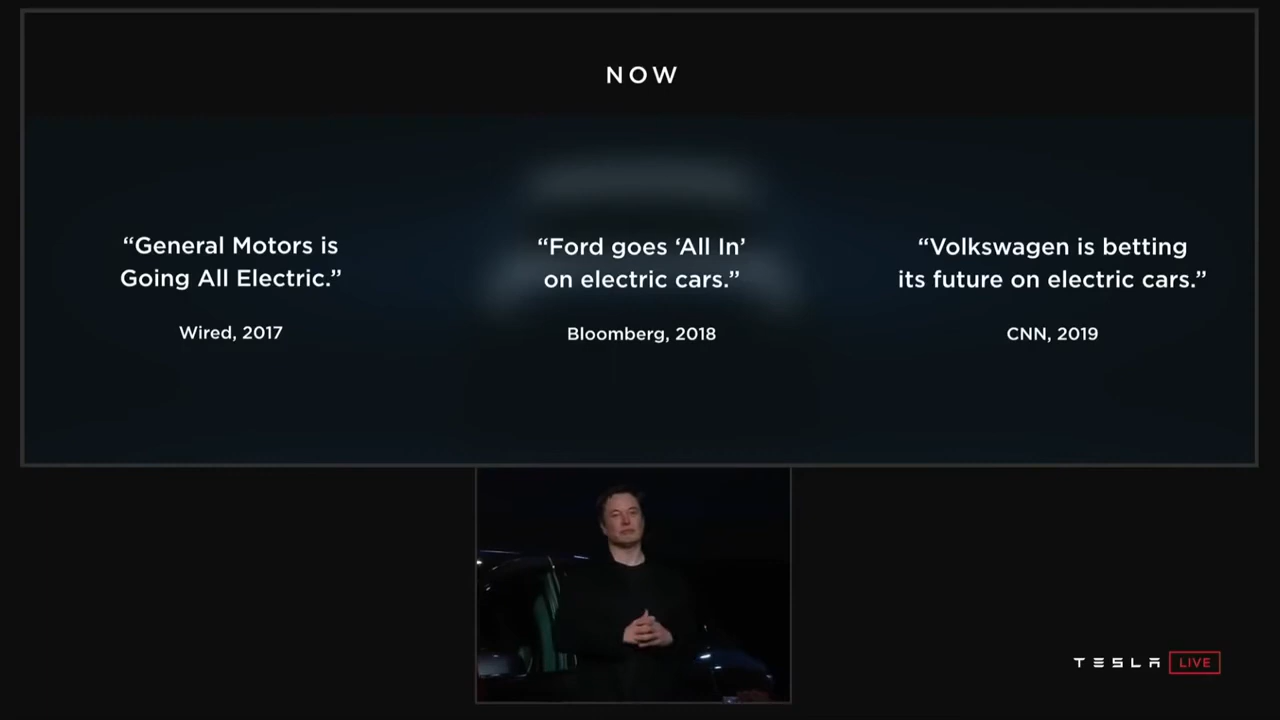 NOW
“General Motors is
Going All Electric.”
Wired, 2017
“Ford goes ‘All In’
on electric cars.”
Bloomberg, 2018
“Volkswagen is betting
its future on electric cars.”
CNN, 2019
TESLA LIVE